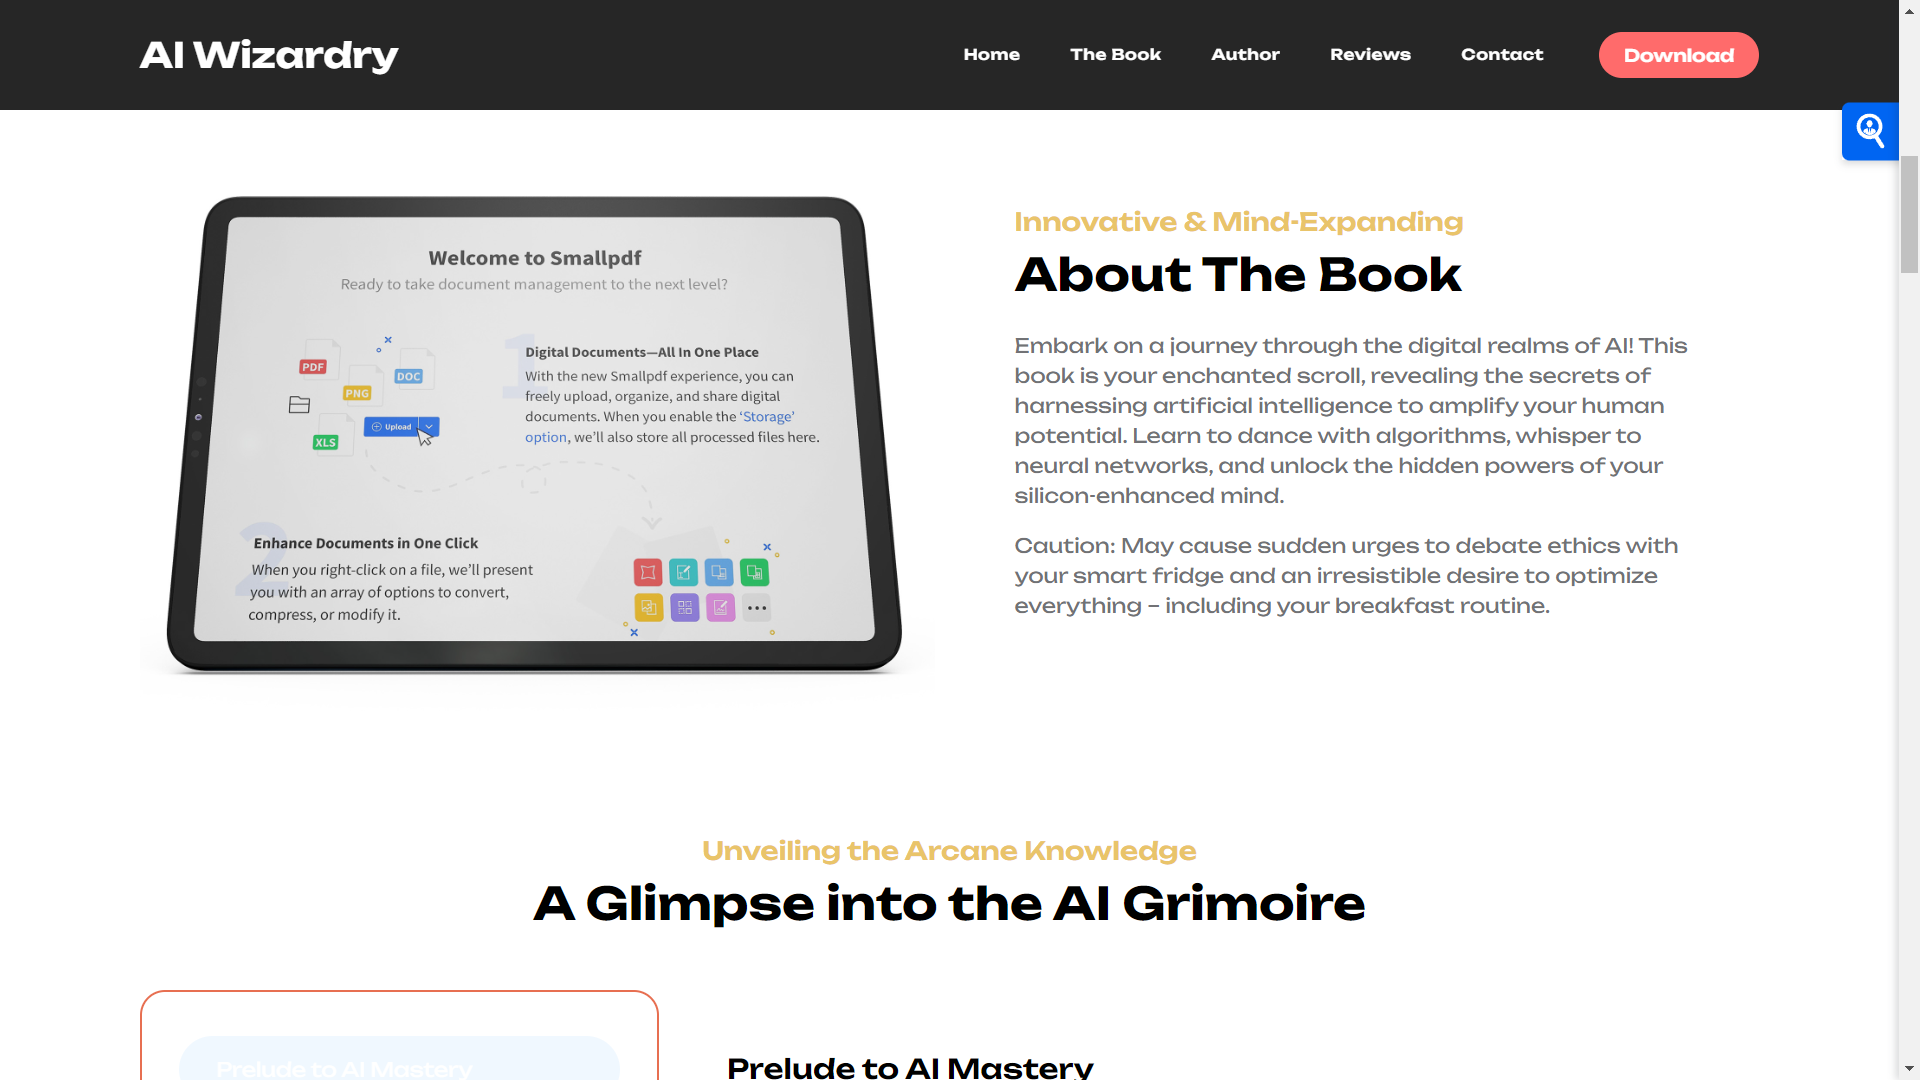 AI Wizardry
Home
The Book
Author
Reviews
Contact
Download
Welcome to Smallpdf
Ready to take document management to the next level?
PDF
DOC
PNG
XLS
Upload
1
Digital Documents—All In One Place
With the new Smallpdf experience, you can
freely upload, organize, and share digital
documents. When you enable the ‘Storage’
option, we’ll also store all processed files here.
2
Enhance Documents in One Click
When you right-click on a file, we’ll present
you with an array of options to convert,
compress, or modify it.
Innovative & Mind-Expanding
About The Book
Embark on a journey through the digital realms of AI! This
book is your enchanted scroll, revealing the secrets of
harnessing artificial intelligence to amplify your human
potential. Learn to dance with algorithms, whisper to
neural networks, and unlock the hidden powers of your
silicon-enhanced mind.
Caution: May cause sudden urges to debate ethics with
your smart fridge and an irresistible desire to optimize
everything – including your breakfast routine.
Unveiling the Arcane Knowledge
A Glimpse into the AI Grimoire
Prelude to AI Mastery
Prelude to AI Mastery